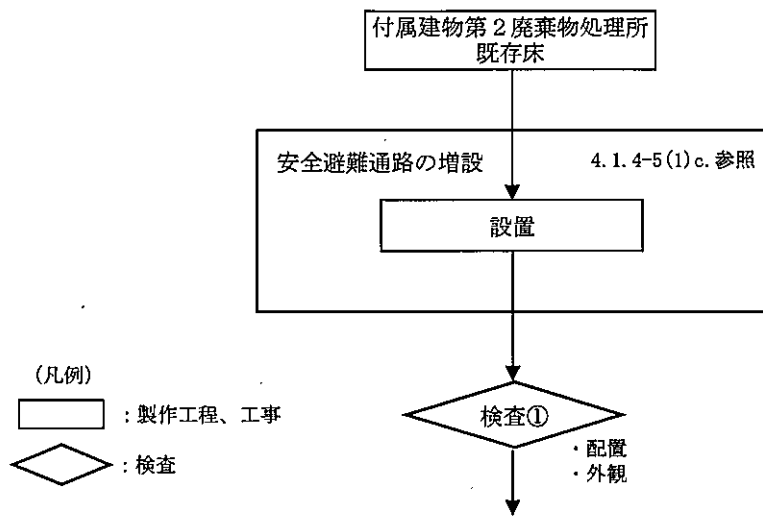 付属建物第２廃棄物処理所
既存床
安全避難通路の増設 4.1.4-5(1)c.参照
設置
検査①
・配置
・外観
(凡例)
：製作工程、工事
：検査